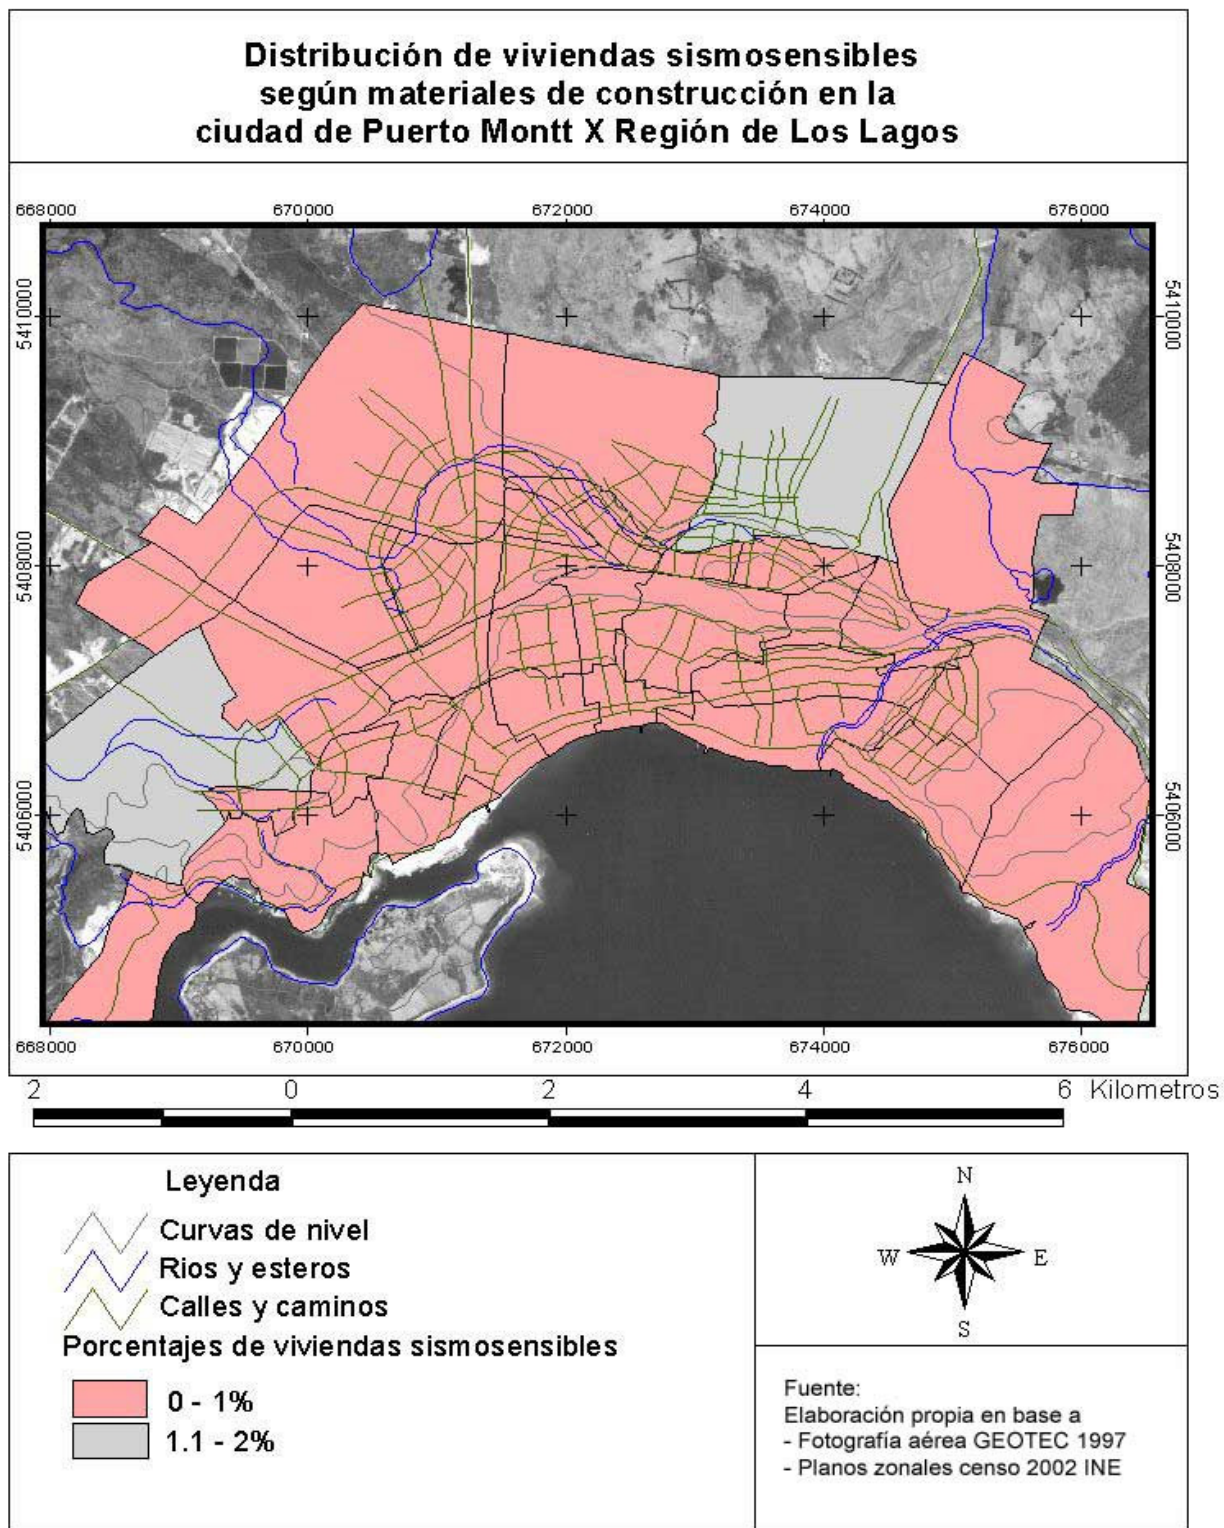 Distribución de viviendas sismosensibles
según materiales de construcción en la
ciudad de Puerto Montt X Región de Los Lagos
668000 670000 672000 674000 676000
5410000 5410000
5408000 5408000
5406000 5406000
668000 670000 672000 674000 676000
2 0 2 4 6 Kilometros
Leyenda
Curvas de nivel
Rios y esteros
Calles y caminos
Porcentajes de viviendas sismosensibles
0 - 1%
1.1 - 2%
N
W E
S
Fuente:
Elaboración propia en base a
- Fotografía aérea GEOTEC 1997
- Planos zonales censo 2002 INE